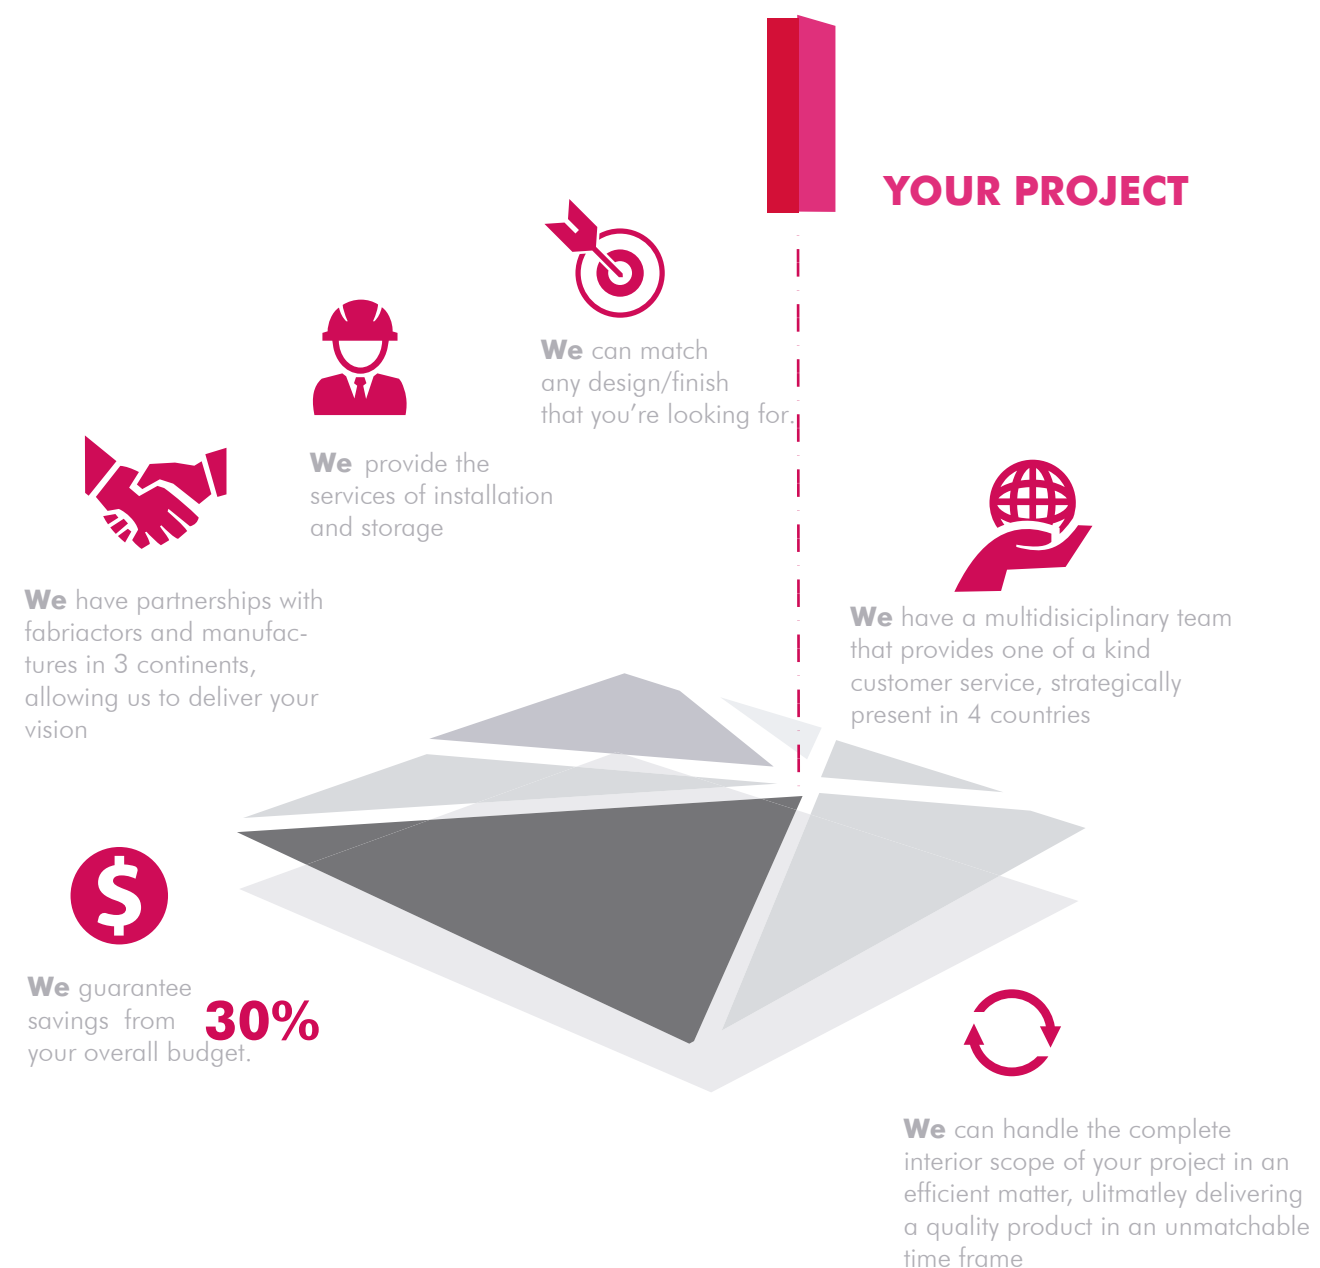 YOUR PROJECT
We can match
any design/finish
that you’re looking for.
We provide the
services of installation
and storage
We have partnerships with
fabriactors and manufac-
tures in 3 continents,
allowing us to deliver your
vision
We have a multidisiciplinary team
that provides one of a kind
customer service, strategically
present in 4 countries
$
We guarantee
savings from 30%
your overall budget.
We can handle the complete
interior scope of your project in an
efficient matter, ulitmatley delivering
a quality product in an unmatchable
time frame